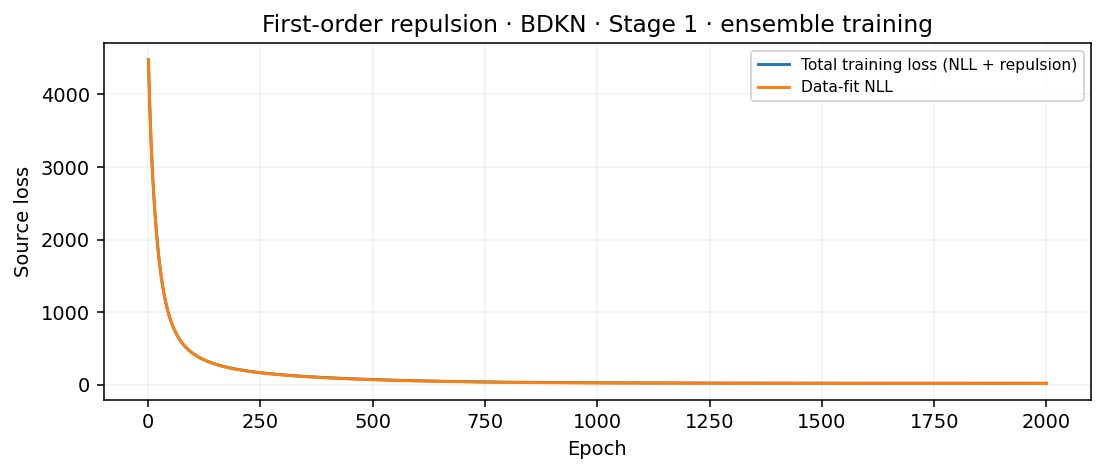 First-order repulsion · BDKN · Stage 1 · ensemble training
Total training loss (NLL + repulsion)
Data-fit NLL
Source loss
4000
3000
2000
1000
0
0 250 500 750 1000 1250 1500 1750 2000
Epoch